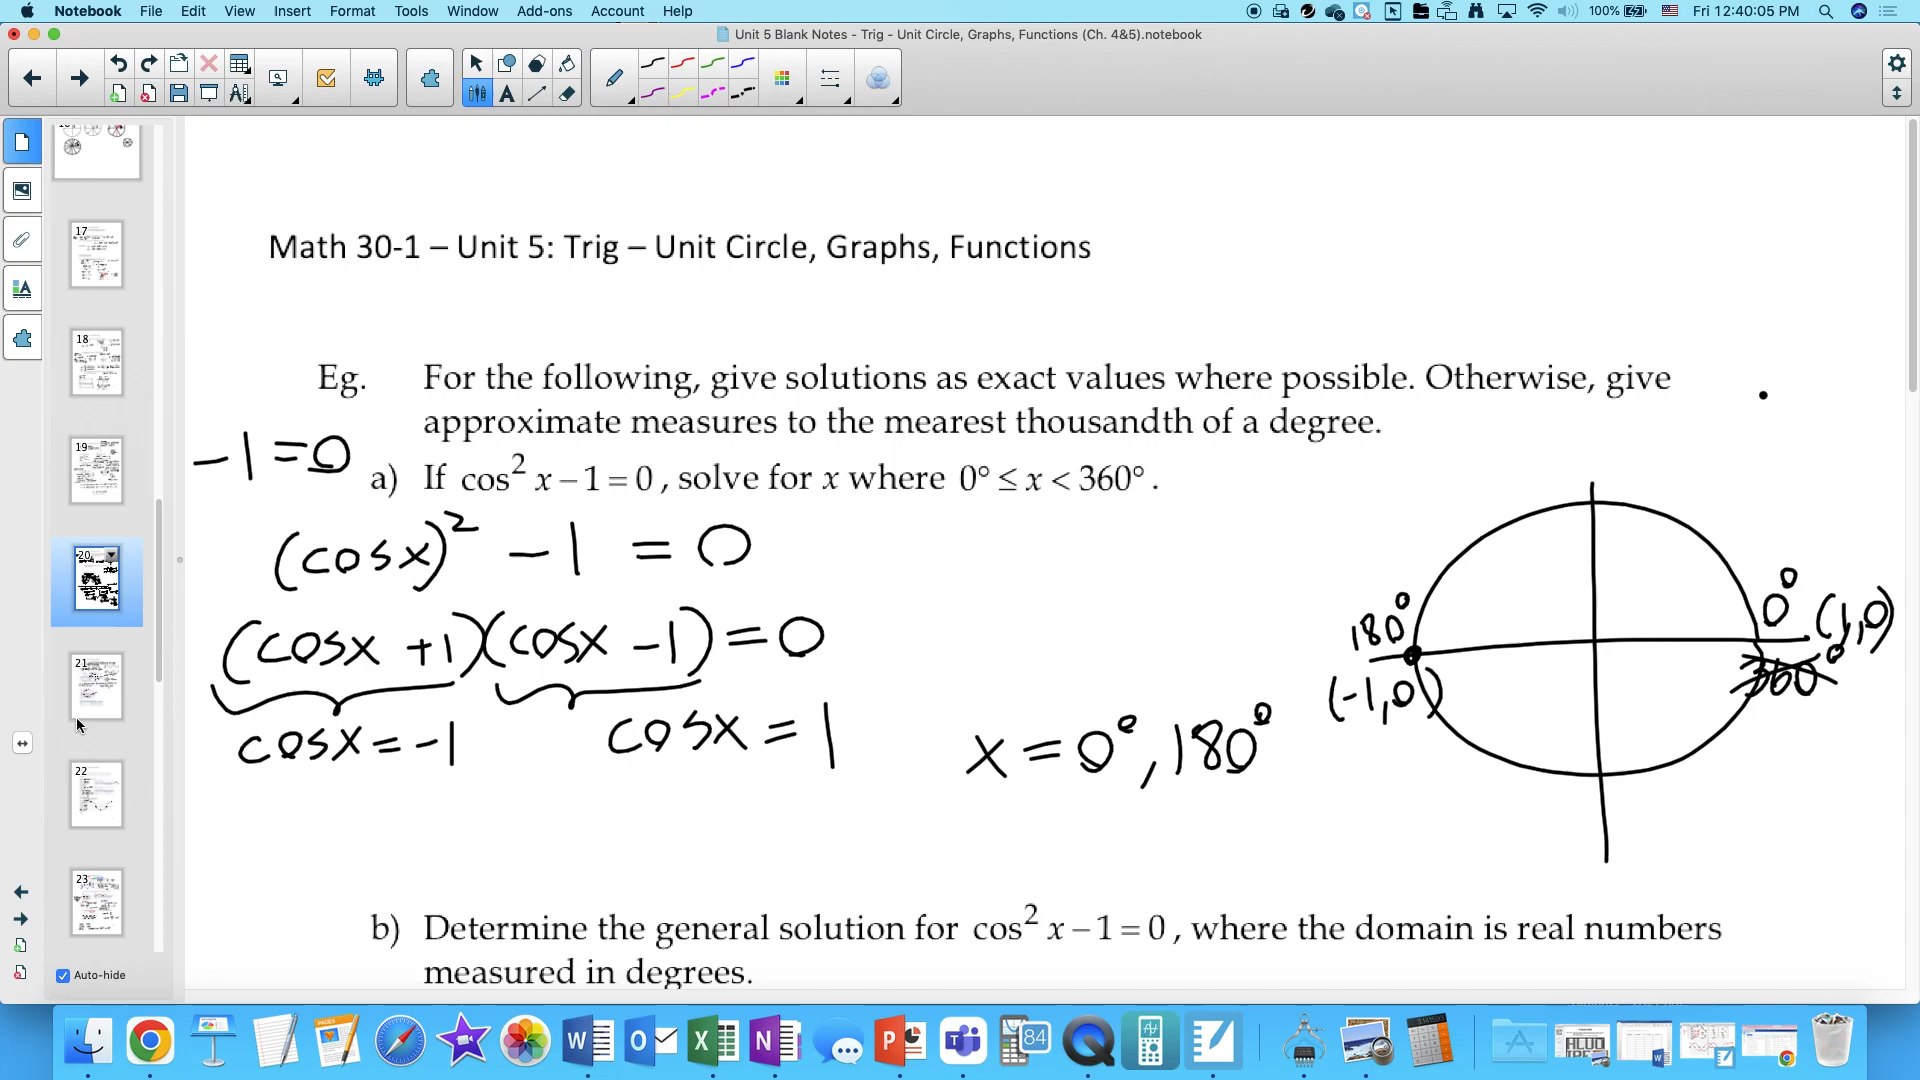 Notebook File Edit View Insert Format Tools Window Add-ons Account Help 100% Fri 12:40:05 PM
Unit 5 Blank Notes - Trig - Unit Circle, Graphs, Functions (Ch. 4&5).notebook
Math 30-1 – Unit 5: Trig – Unit Circle, Graphs, Functions
Eg. For the following, give solutions as exact values where possible. Otherwise, give
approximate measures to the mearest thousandth of a degree.
-1=0
a) If cos² x−1=0, solve for x where 0° ≤ x < 360°.
(cosx)² -1 = 0
(cosx +1)(cosx -1)=0
cosx=-1 cosx=1
x=0°,180°
180°
(-1,0)
0° (1,0)
360°
b) Determine the general solution for cos² x−1=0, where the domain is real numbers
measured in degrees.
17
18
19
20
21
22
23
Auto-hide
84